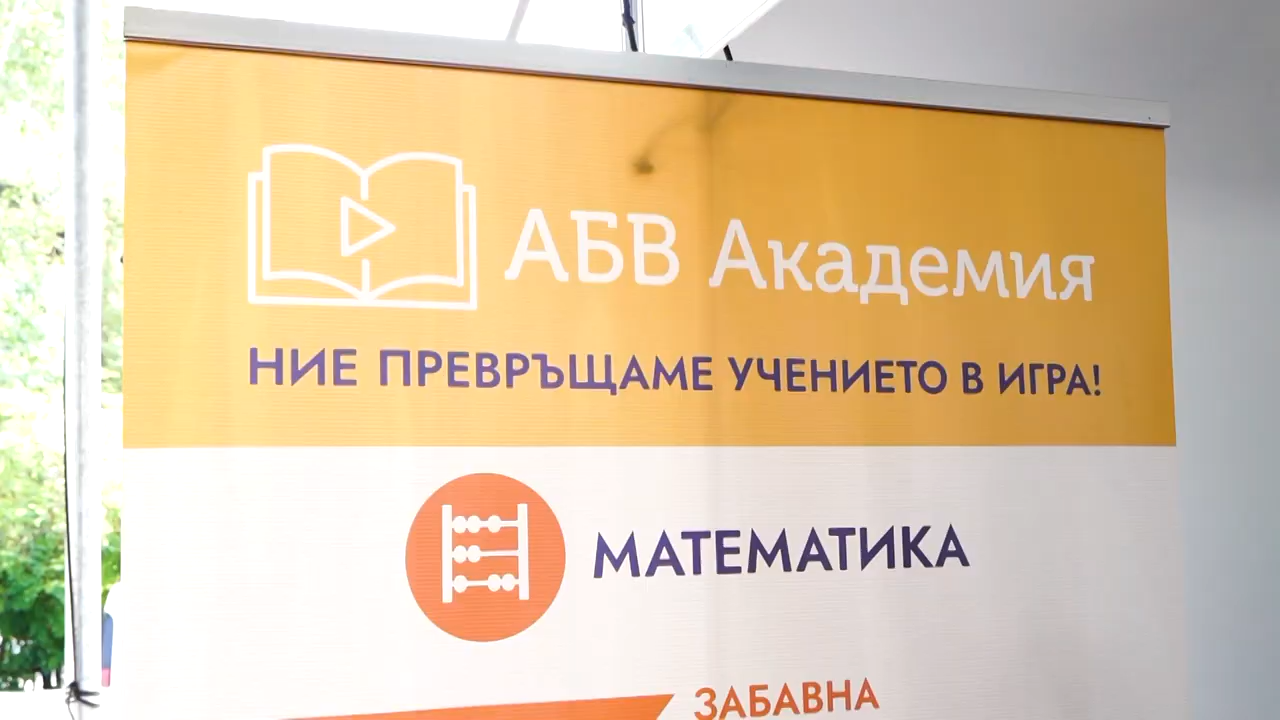 АБВ Академия
НИЕ ПРЕВРЪЩАМЕ УЧЕНИЕТО В ИГРА!
МАТЕМАТИКА
ЗАБАВНА